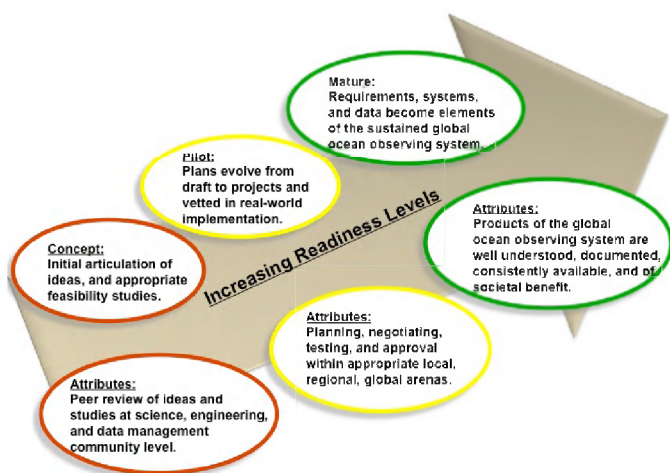 Mature:
Requirements, systems,
and data become elements
of the sustained global
ocean observing system.
Pilot:
Plans evolve from
draft to projects and
vetted in real-world
implementation.
Concept:
Initial articulation of
ideas, and appropriate
feasibility studies.
Increasing Readiness Levels
Attributes:
Products of the global
ocean observing system are
well understood, documented,
consistently available, and of
societal benefit.
Attributes:
Planning, negotiating,
testing, and approval
within appropriate local,
regional, global arenas.
Attributes:
Peer review of ideas and
studies at science, engineering,
and data management
community level.